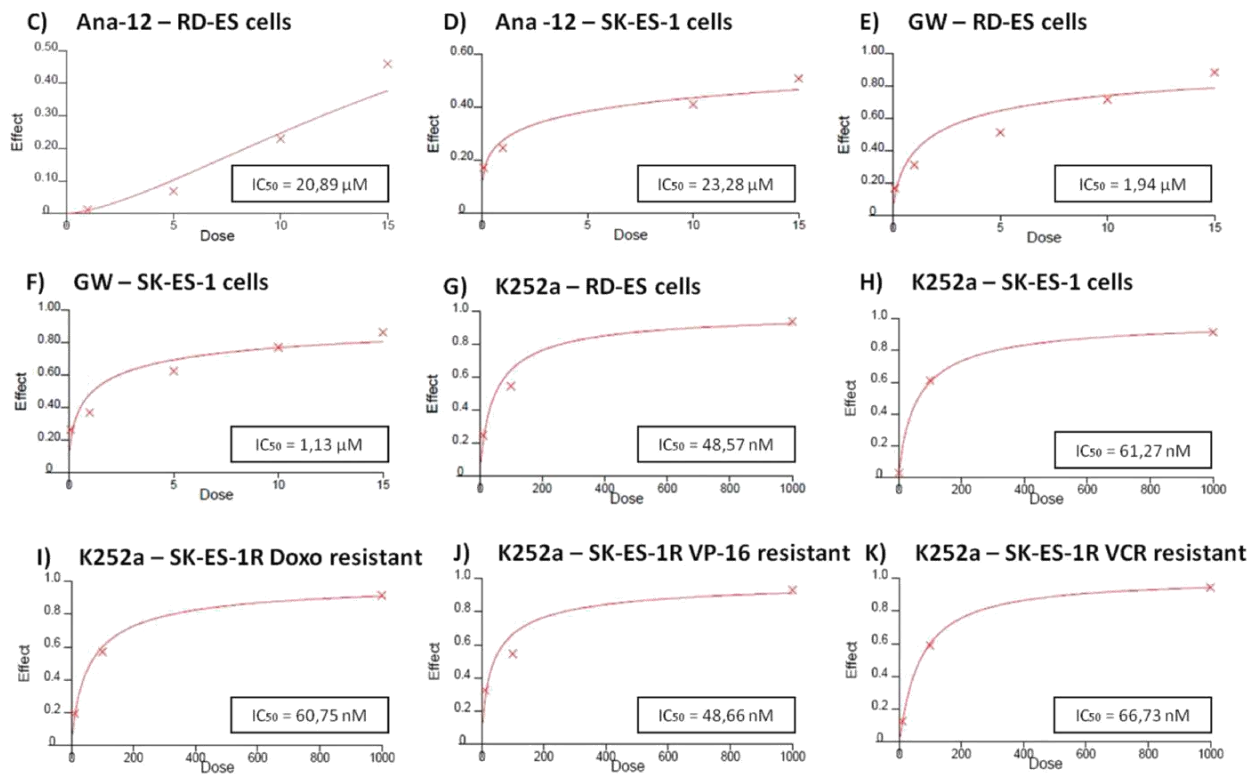 C) Ana-12 – RD-ES cells
0.50
0.40
0.30
0.20
0.10
0
Effect
0 5 10 15
Dose
IC₅₀ = 20,89 µM
D) Ana -12 – SK-ES-1 cells
0.60
0.40
0.20
0
Effect
0 5 10 15
Dose
IC₅₀ = 23,28 µM
E) GW – RD-ES cells
1.00
0.80
0.60
0.40
0.20
0
Effect
0 5 10 15
Dose
IC₅₀ = 1,94 µM
F) GW – SK-ES-1 cells
1.00
0.80
0.60
0.40
0.20
0
Effect
0 5 10 15
Dose
IC₅₀ = 1,13 µM
G) K252a – RD-ES cells
1.0
0.8
0.6
0.4
0.2
0
Effect
0 200 400 600 800 1000
Dose
IC₅₀ = 48,57 nM
H) K252a – SK-ES-1 cells
1.0
0.8
0.6
0.4
0.2
0
Effect
0 200 400 600 800 1000
Dose
IC₅₀ = 61,27 nM
I) K252a – SK-ES-1R Doxo resistant
1.0
0.8
0.6
0.4
0.2
0
Effect
0 200 400 600 800 1000
Dose
IC₅₀ = 60,75 nM
J) K252a – SK-ES-1R VP-16 resistant
1.0
0.8
0.6
0.4
0.2
0
Effect
0 200 400 600 800 1000
Dose
IC₅₀ = 48,66 nM
K) K252a – SK-ES-1R VCR resistant
1.0
0.8
0.6
0.4
0.2
0
Effect
0 200 400 600 800 1000
Dose
IC₅₀ = 66,73 nM